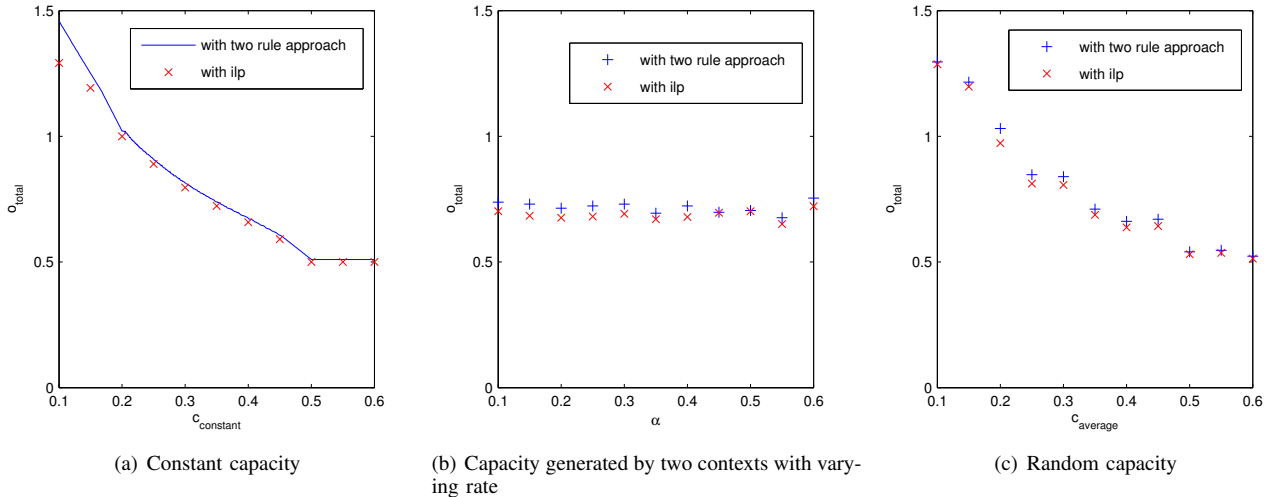 1.5
1
0.5
0
o_total
0.1 0.2 0.3 0.4 0.5 0.6
c_constant
with two rule approach
with ilp
(a) Constant capacity
1.5
1
0.5
0
o_total
0.1 0.2 0.3 0.4 0.5 0.6
α
with two rule approach
with ilp
(b) Capacity generated by two contexts with vary-
ing rate
1.5
1
0.5
0
o_total
0.1 0.2 0.3 0.4 0.5 0.6
c_average
with two rule approach
with ilp
(c) Random capacity